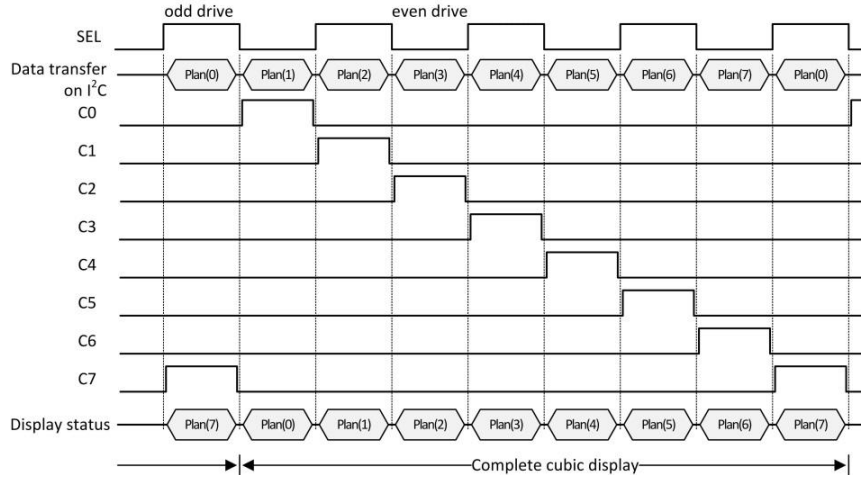 odd drive even drive
SEL
Data transfer on I²C Plan(0) Plan(1) Plan(2) Plan(3) Plan(4) Plan(5) Plan(6) Plan(7) Plan(0)
C0
C1
C2
C3
C4
C5
C6
C7
Display status Plan(7) Plan(0) Plan(1) Plan(2) Plan(3) Plan(4) Plan(5) Plan(6) Plan(7)
Complete cubic display